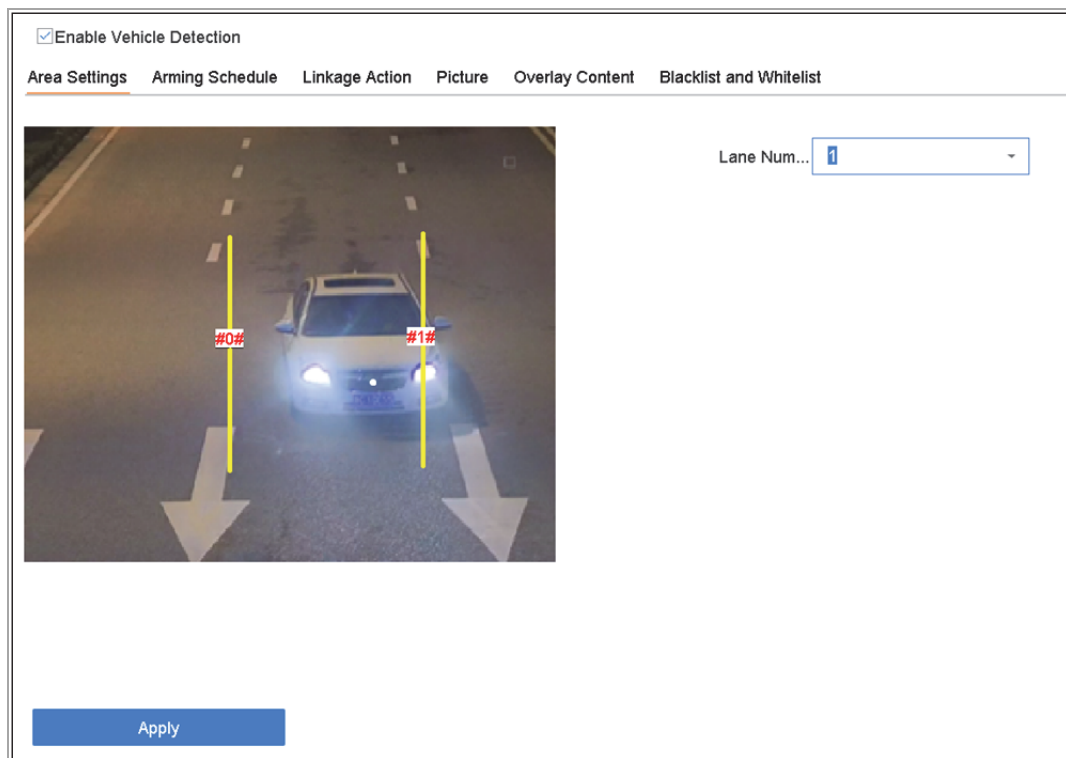 Enable Vehicle Detection
Area Settings Arming Schedule Linkage Action Picture Overlay Content Blacklist and Whitelist
Lane Num... 1
#0# #1#
Apply